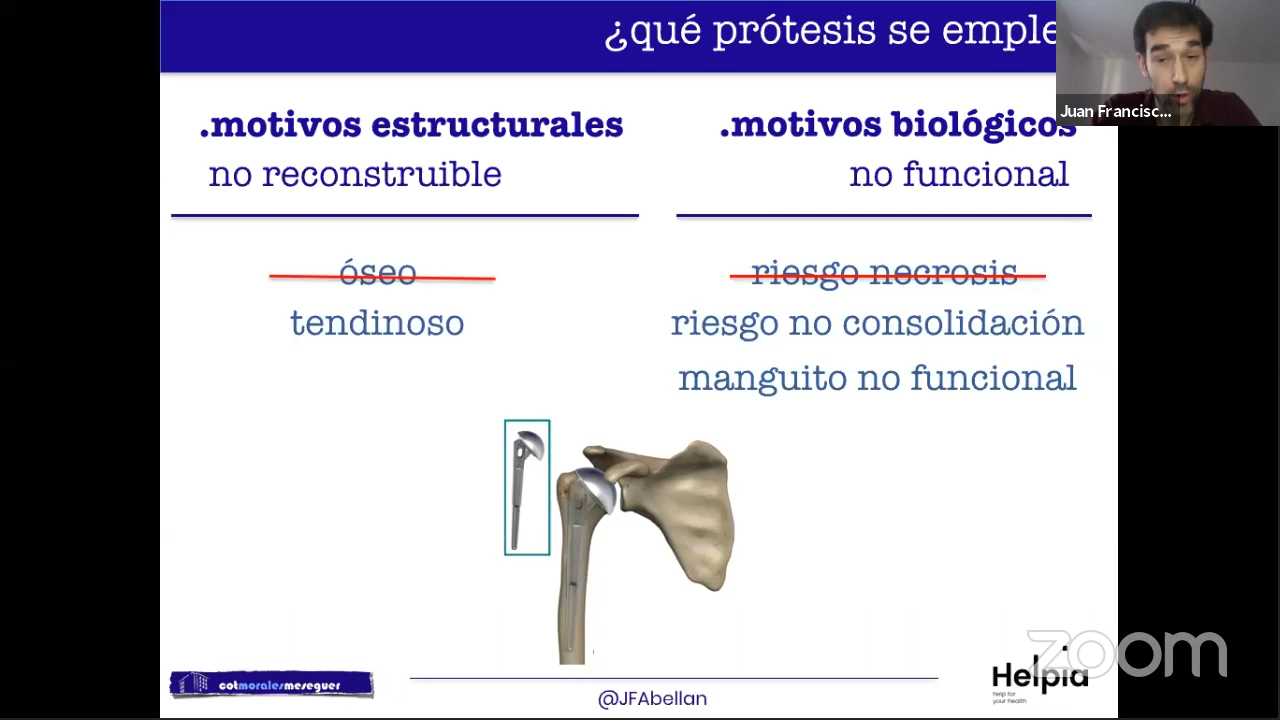 ¿qué prótesis se emple
Juan Francisc...
.motivos estructurales
no reconstruible
óseo
tendinoso
.motivos biológicos
no funcional
riesgo necrosis
riesgo no consolidación
manguito no funcional
cotmoralesmeseguer
@JFAbellan
Helpia
help for
your health
zoom